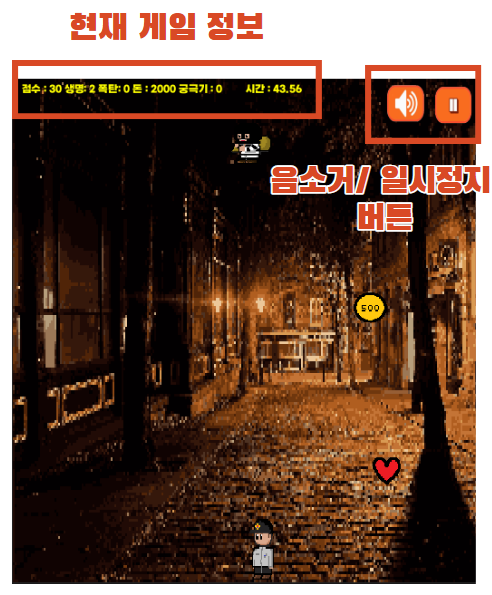 현재 게임 정보
점수 : 30 생명: 2 폭탄: 0 돈 : 2000 궁극기 : 0 시간 : 43.56
음소거/ 일시정지
버튼
500